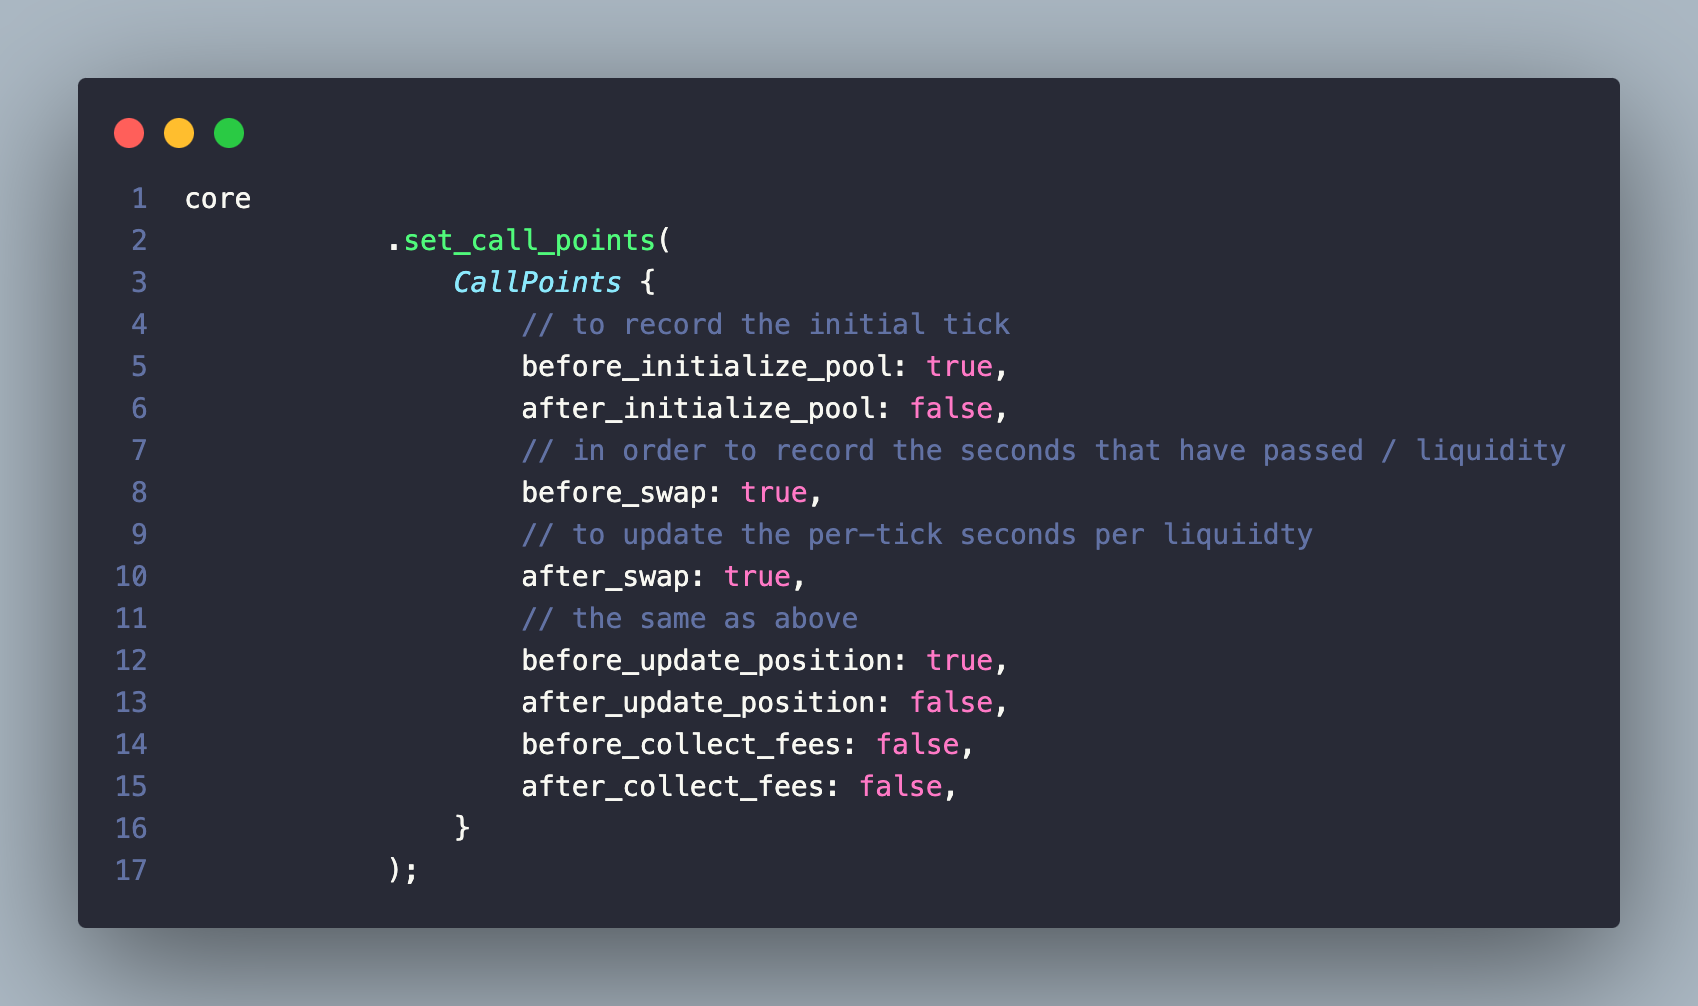 1 core
2 .set_call_points(
3 CallPoints {
4 // to record the initial tick
5 before_initialize_pool: true,
6 after_initialize_pool: false,
7 // in order to record the seconds that have passed / liquidity
8 before_swap: true,
9 // to update the per-tick seconds per liquiidty
10 after_swap: true,
11 // the same as above
12 before_update_position: true,
13 after_update_position: false,
14 before_collect_fees: false,
15 after_collect_fees: false,
16 }
17 );